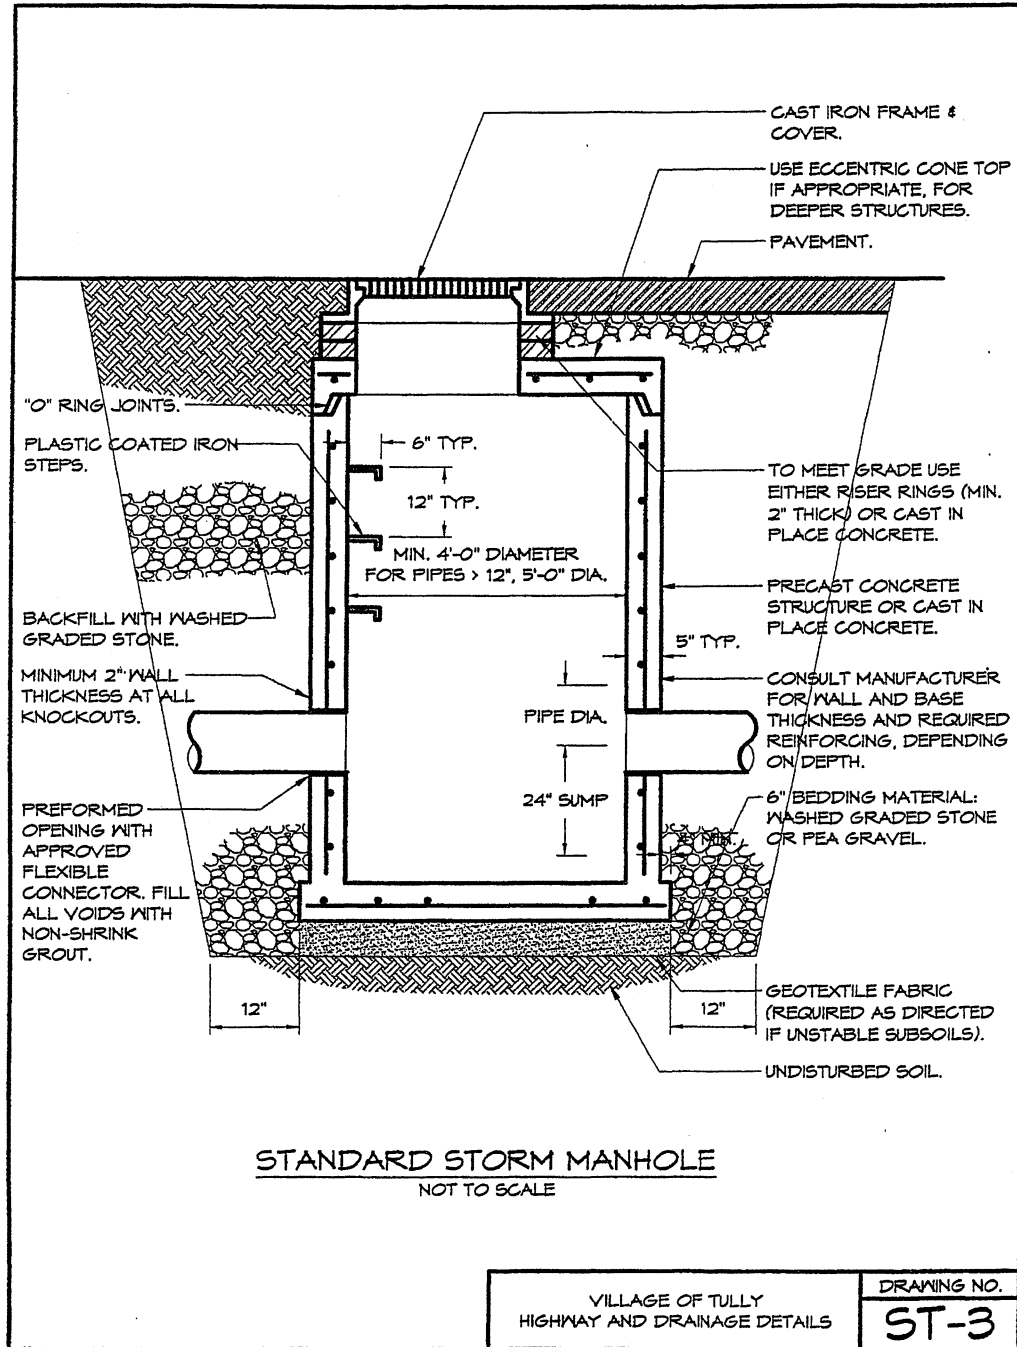 CAST IRON FRAME &
COVER.
USE ECCENTRIC CONE TOP
IF APPROPRIATE, FOR
DEEPER STRUCTURES.
PAVEMENT.
"O" RING JOINTS.
PLASTIC COATED IRON
STEPS.
6" TYP.
12" TYP.
MIN. 4'-0" DIAMETER
FOR PIPES > 12", 5'-0" DIA.
TO MEET GRADE USE
EITHER RISER RINGS (MIN.
2" THICK) OR CAST IN
PLACE CONCRETE.
BACKFILL WITH WASHED
GRADED STONE.
PRECAST CONCRETE
STRUCTURE OR CAST IN
PLACE CONCRETE.
5" TYP.
MINIMUM 2" WALL
THICKNESS AT ALL
KNOCKOUTS.
CONSULT MANUFACTURER
FOR WALL AND BASE
THICKNESS AND REQUIRED
REINFORCING, DEPENDING
ON DEPTH.
PIPE DIA.
24" SUMP
PREFORMED
OPENING WITH
APPROVED
FLEXIBLE
CONNECTOR. FILL
ALL VOIDS WITH
NON-SHRINK
GROUT.
6" BEDDING MATERIAL:
WASHED GRADED STONE
OR PEA GRAVEL.
MIN.
12"
12"
GEOTEXTILE FABRIC
(REQUIRED AS DIRECTED
IF UNSTABLE SUBSOILS).
UNDISTURBED SOIL.
STANDARD STORM MANHOLE
NOT TO SCALE
VILLAGE OF TULLY
HIGHWAY AND DRAINAGE DETAILS
DRAWING NO.
ST-3